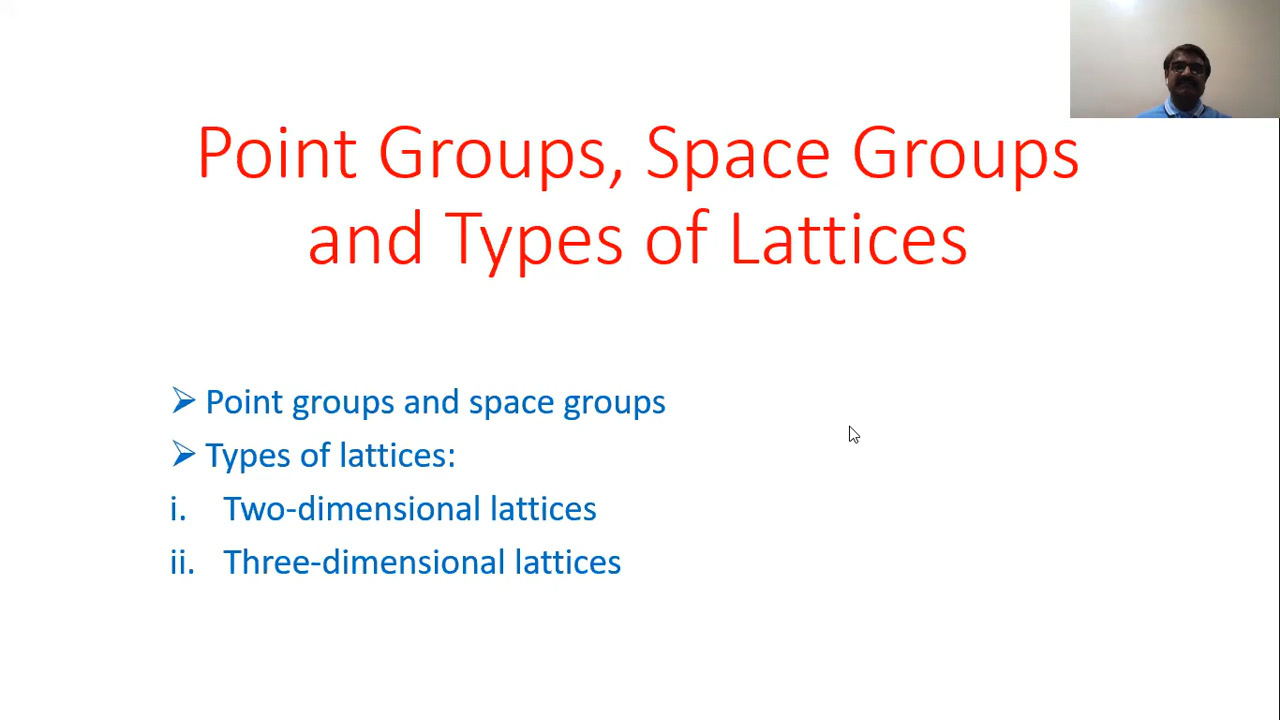 Point Groups, Space Groups
and Types of Lattices
➢ Point groups and space groups
➢ Types of lattices:
i. Two-dimensional lattices
ii. Three-dimensional lattices